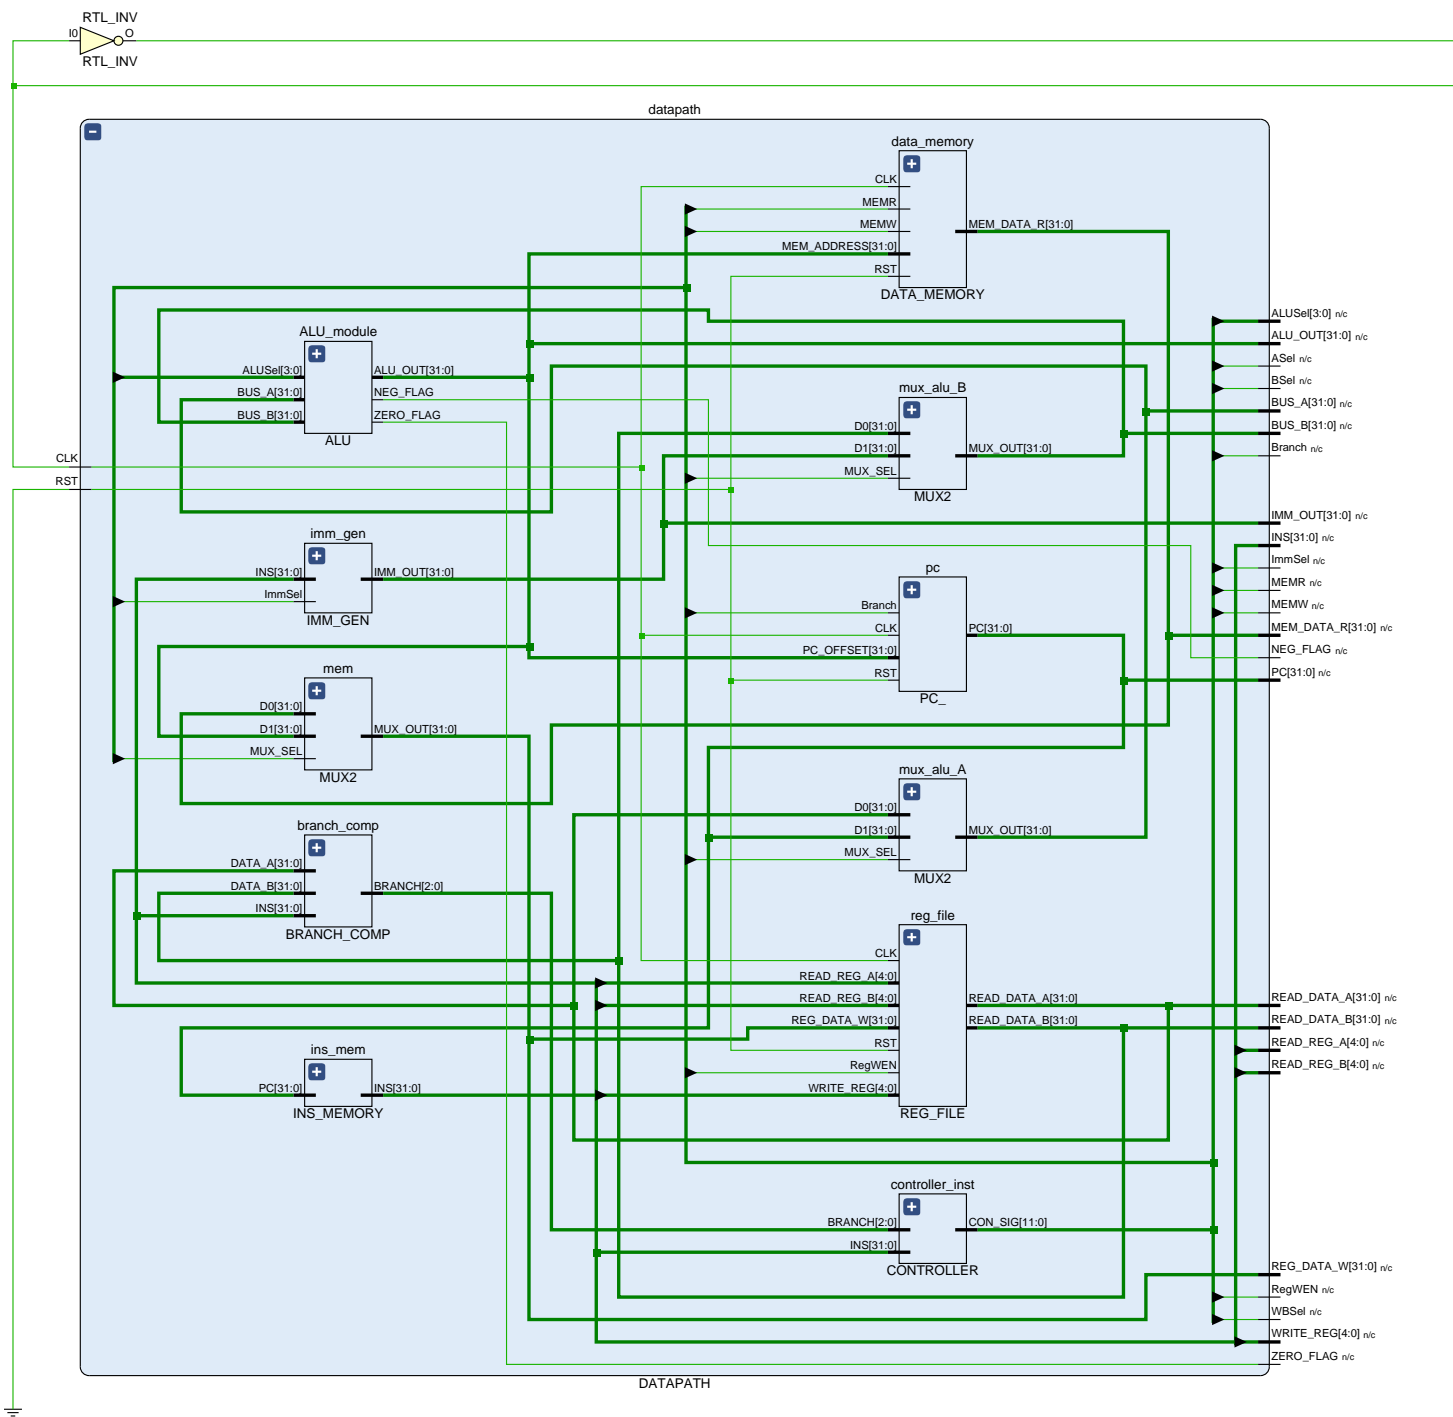 RTL_INV
I0
O
RTL_INV
datapath
data_memory
CLK
MEMR
MEMW
MEM_ADDRESS[31:0]
RST
MEM_DATA_R[31:0]
DATA_MEMORY
ALU_module
ALUSel[3:0]
BUS_A[31:0]
BUS_B[31:0]
ALU_OUT[31:0]
NEG_FLAG
ZERO_FLAG
ALU
mux_alu_B
D0[31:0]
D1[31:0]
MUX_SEL
MUX_OUT[31:0]
MUX2
CLK
RST
imm_gen
INS[31:0]
ImmSel
IMM_OUT[31:0]
IMM_GEN
pc
Branch
CLK
PC_OFFSET[31:0]
RST
PC[31:0]
PC_
mem
D0[31:0]
D1[31:0]
MUX_SEL
MUX_OUT[31:0]
MUX2
mux_alu_A
D0[31:0]
D1[31:0]
MUX_SEL
MUX_OUT[31:0]
MUX2
branch_comp
DATA_A[31:0]
DATA_B[31:0]
INS[31:0]
BRANCH[2:0]
BRANCH_COMP
reg_file
CLK
READ_REG_A[4:0]
READ_REG_B[4:0]
REG_DATA_W[31:0]
RST
RegWEN
WRITE_REG[4:0]
READ_DATA_A[31:0]
READ_DATA_B[31:0]
REG_FILE
ins_mem
PC[31:0]
INS[31:0]
INS_MEMORY
controller_inst
BRANCH[2:0]
INS[31:0]
CON_SIG[11:0]
CONTROLLER
ALUSel[3:0] n/c
ALU_OUT[31:0] n/c
ASel n/c
BSel n/c
BUS_A[31:0] n/c
BUS_B[31:0] n/c
Branch n/c
IMM_OUT[31:0] n/c
INS[31:0] n/c
ImmSel n/c
MEMR n/c
MEMW n/c
MEM_DATA_R[31:0] n/c
NEG_FLAG n/c
PC[31:0] n/c
READ_DATA_A[31:0] n/c
READ_DATA_B[31:0] n/c
READ_REG_A[4:0] n/c
READ_REG_B[4:0] n/c
REG_DATA_W[31:0] n/c
RegWEN n/c
WBSel n/c
WRITE_REG[4:0] n/c
ZERO_FLAG n/c
DATAPATH